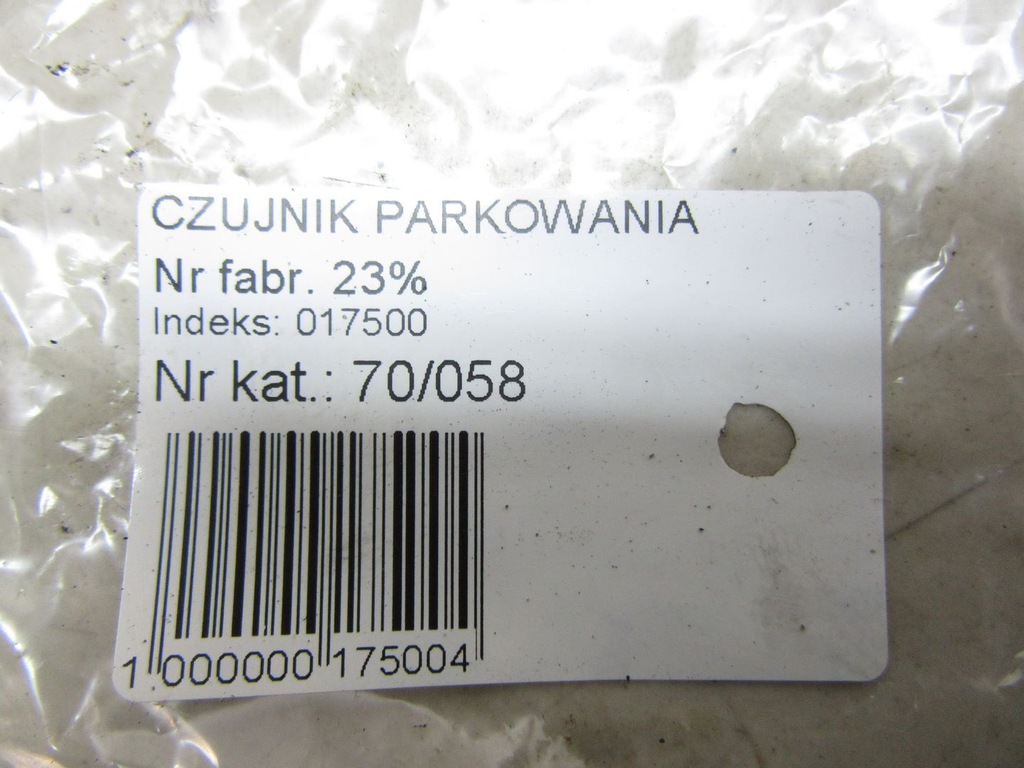 CZUJNIK PARKOWANIA
Nr fabr. 23%
Indeks: 017500
Nr kat.: 70/058
1 000000 175004